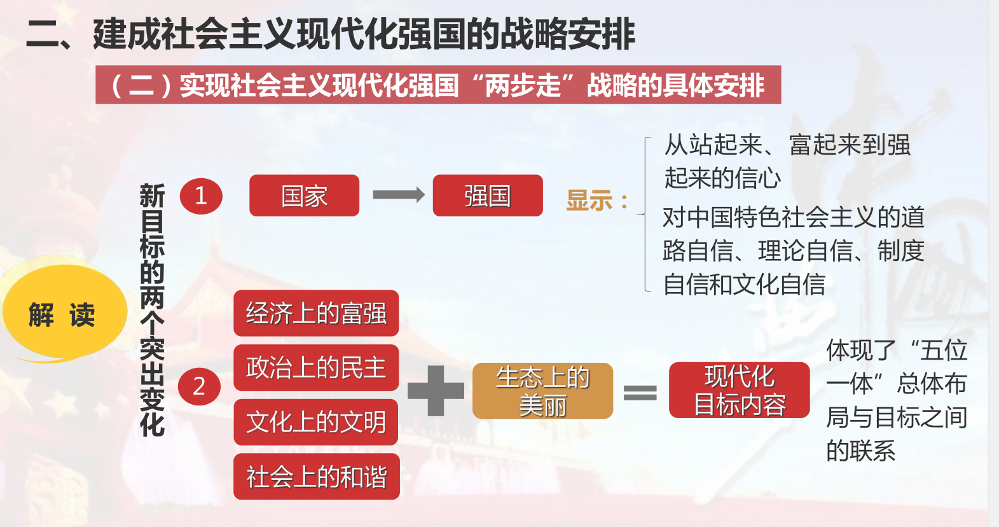 二、建成社会主义现代化强国的战略安排
（二）实现社会主义现代化强国“两步走”战略的具体安排
解 读
新目标的两个突出变化
1
国家
强国
显示：
从站起来、富起来到强
起来的信心
对中国特色社会主义的道
路自信、理论自信、制度
自信和文化自信
2
经济上的富强
政治上的民主
文化上的文明
社会上的和谐
生态上的
美丽
现代化
目标内容
体现了“五位
一体”总体布
局与目标之间
的联系